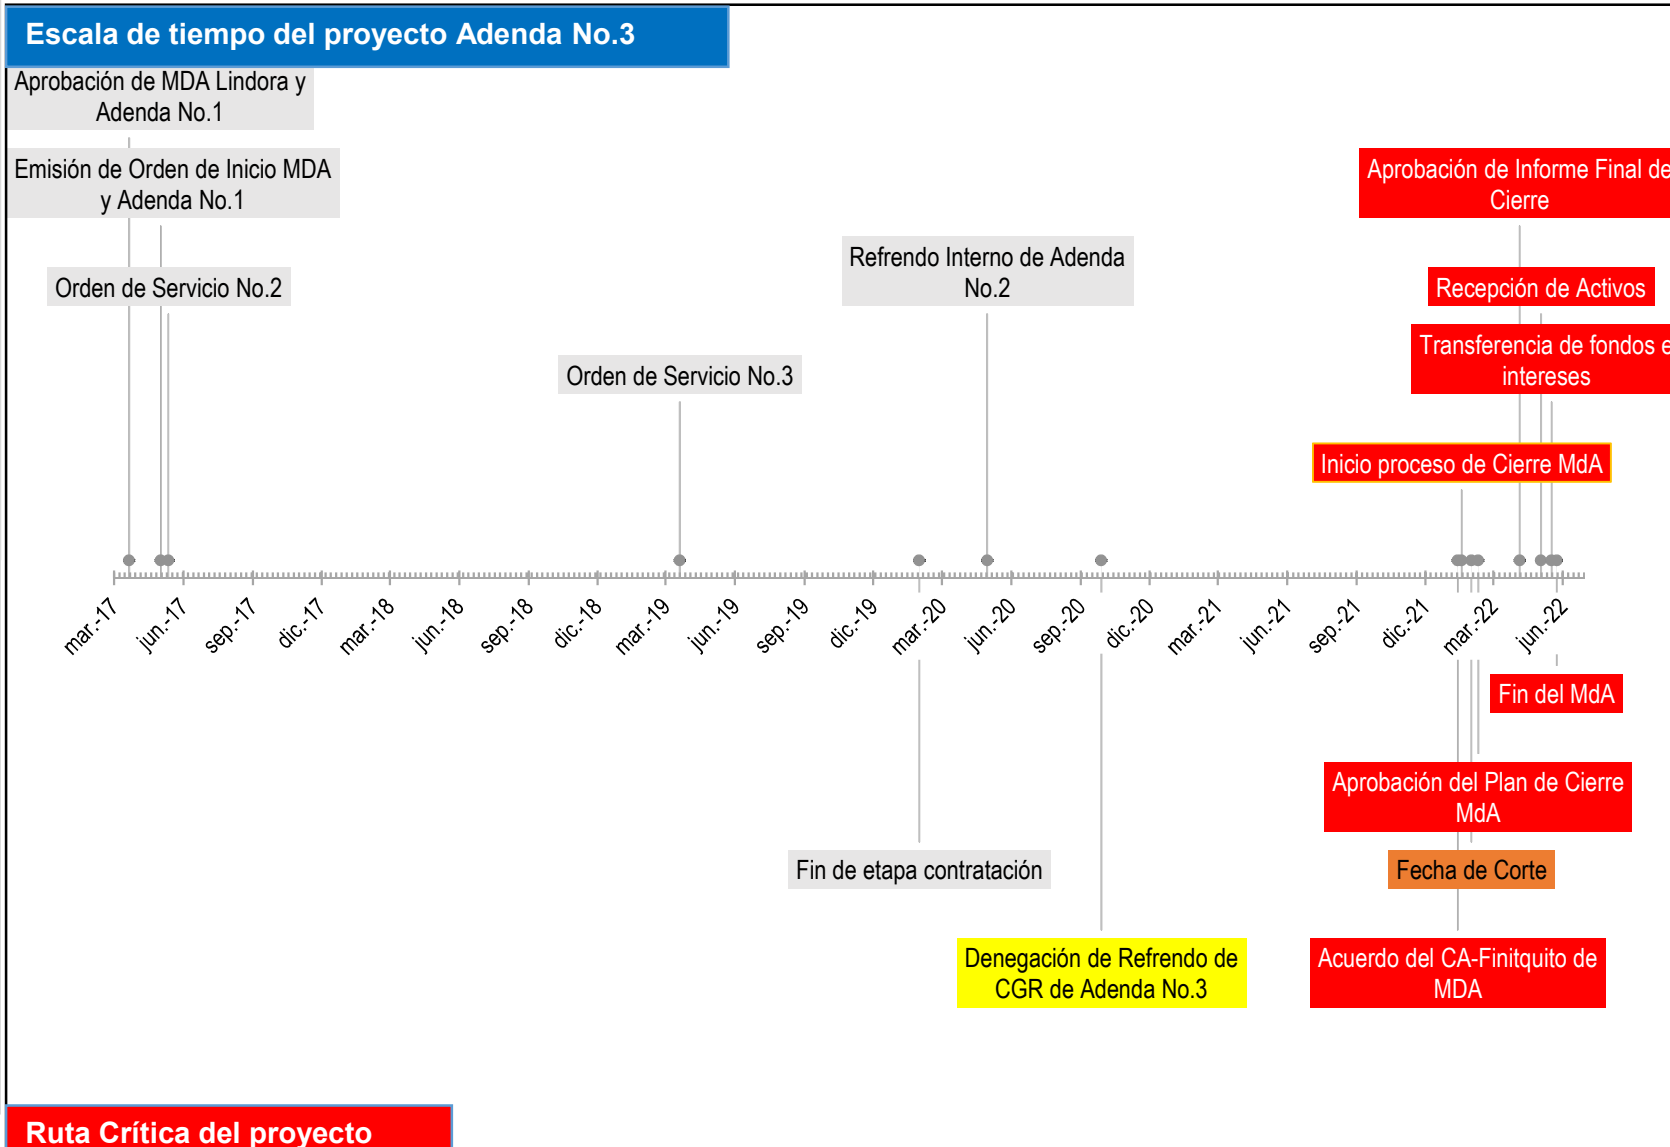 Escala de tiempo del proyecto Adenda No.3
Aprobación de MDA Lindora y
Adenda No.1
Emisión de Orden de Inicio MDA
y Adenda No.1
Orden de Servicio No.2
Orden de Servicio No.3
Refrendo Interno de Adenda
No.2
Aprobación de Informe Final de
Cierre
Recepción de Activos
Transferencia de fondos e
intereses
Inicio proceso de Cierre MdA
mar.-17
jun.-17
sep.-17
dic.-17
mar.-18
jun.-18
sep.-18
dic.-18
mar.-19
jun.-19
sep.-19
dic.-19
mar.-20
jun.-20
sep.-20
dic.-20
mar.-21
jun.-21
sep.-21
dic.-21
mar.-22
jun.-22
Fin del MdA
Aprobación del Plan de Cierre
MdA
Fin de etapa contratación
Fecha de Corte
Denegación de Refrendo de
CGR de Adenda No.3
Acuerdo del CA-Finitquito de
MDA
Ruta Crítica del proyecto